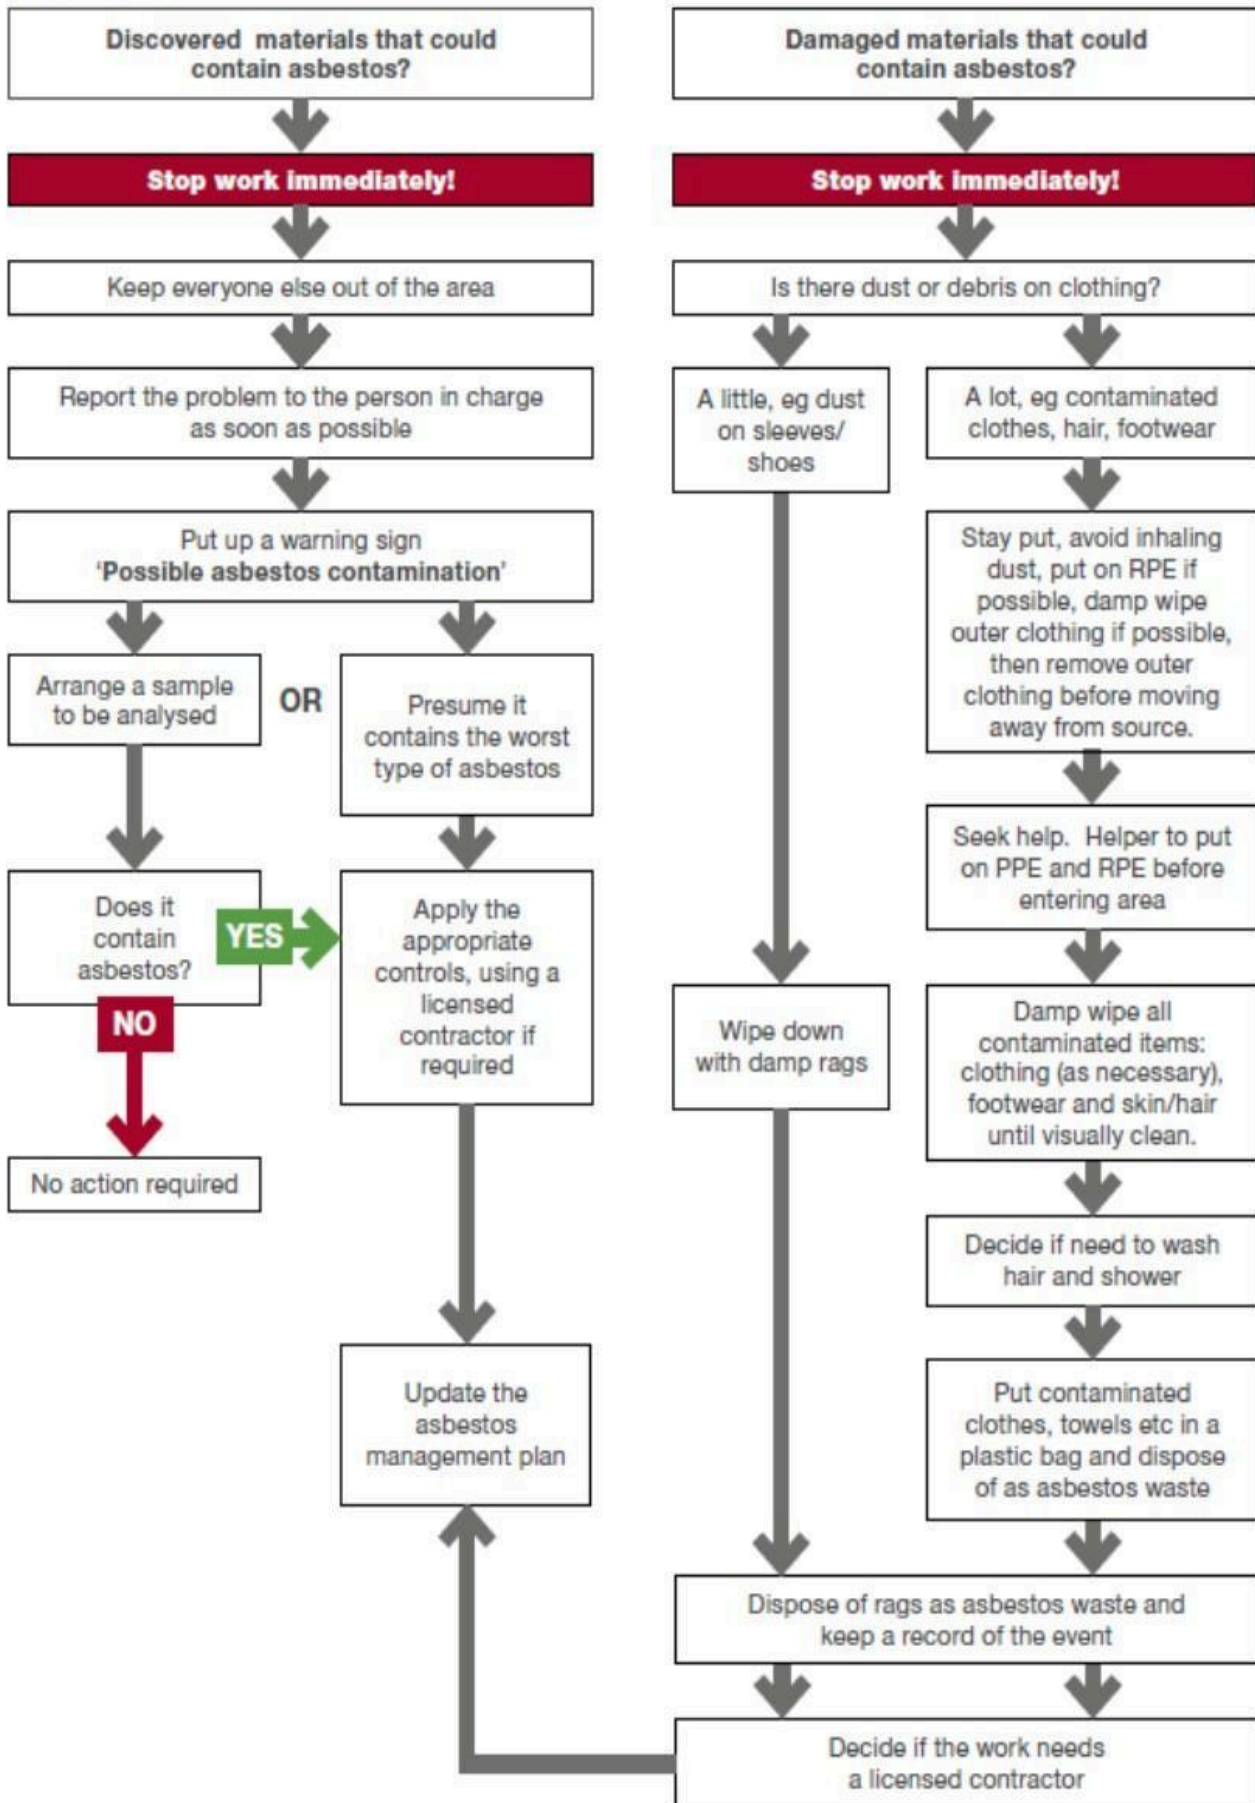 Discovered materials that could
contain asbestos?
Stop work immediately!
Keep everyone else out of the area
Report the problem to the person in charge
as soon as possible
Put up a warning sign
‘Possible asbestos contamination’
Arrange a sample
to be analysed
OR
Presume it
contains the worst
type of asbestos
Does it
contain
asbestos?
YES
NO
No action required
Apply the
appropriate
controls, using a
licensed
contractor if
required
Update the
asbestos
management plan
Damaged materials that could
contain asbestos?
Stop work immediately!
Is there dust or debris on clothing?
A little, eg dust
on sleeves/
shoes
Wipe down
with damp rags
A lot, eg contaminated
clothes, hair, footwear
Stay put, avoid inhaling
dust, put on RPE if
possible, damp wipe
outer clothing if possible,
then remove outer
clothing before moving
away from source.
Seek help. Helper to put
on PPE and RPE before
entering area
Damp wipe all
contaminated items:
clothing (as necessary),
footwear and skin/hair
until visually clean.
Decide if need to wash
hair and shower
Put contaminated
clothes, towels etc in a
plastic bag and dispose
of as asbestos waste
Dispose of rags as asbestos waste and
keep a record of the event
Decide if the work needs
a licensed contractor